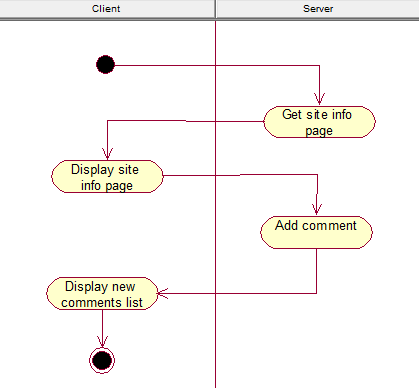 Client
Server
Get site info
page
Display site
info page
Add comment
Display new
comments list